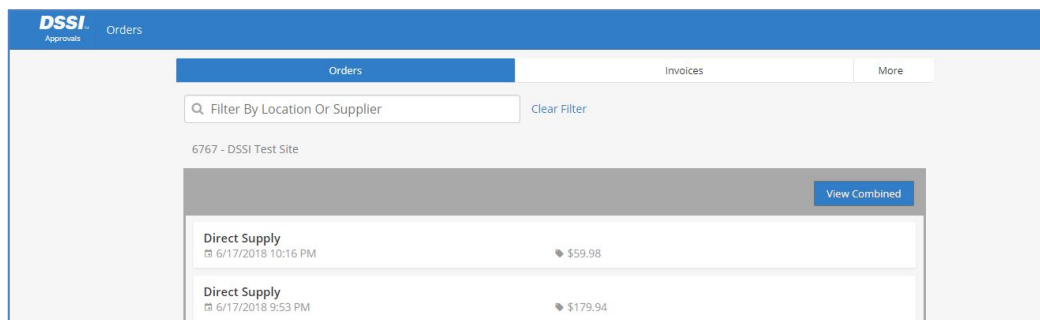 DSSI™
Approvals
Orders
Orders
Invoices
More
Filter By Location Or Supplier
Clear Filter
6767 - DSSI Test Site
View Combined
Direct Supply
6/17/2018 10:16 PM
$59.98
Direct Supply
6/17/2018 9:53 PM
$179.94